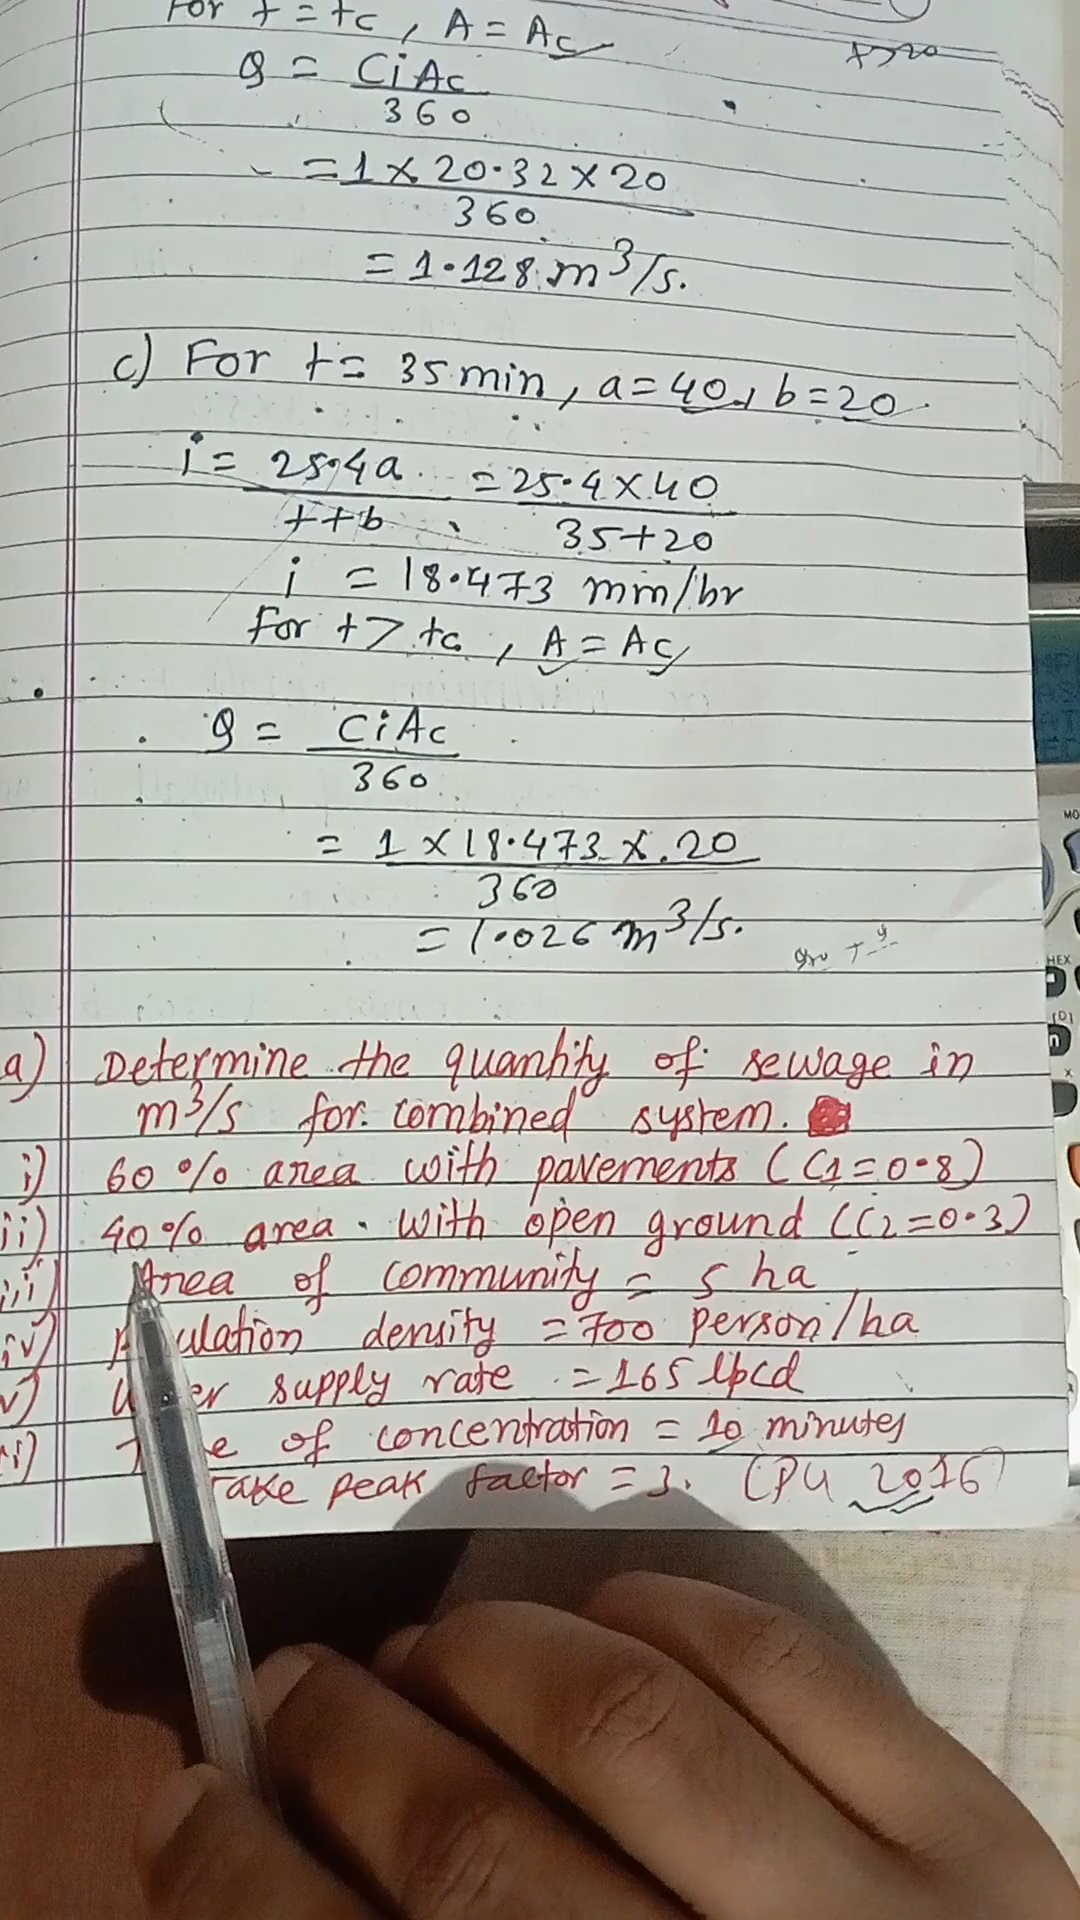 For t = tc, A = Ac
Q = CiAc
360
= 1 × 20.32 × 20
360
= 1.128 m³/s.
c) For t = 35 min, a = 40, b = 20
i = 25.4a = 25.4 × 40
t + b 35 + 20
i = 18.473 mm/hr
For t > tc, A = Ac
Q = CiAc
360
= 1 × 18.473 × 20
360
= 1.026 m³/s.
a) Determine the quantity of sewage in
m³/s for combined system.
i) 60% area with pavements (C1=0.8)
ii) 40% area with open ground (C2=0.3)
iii) Area of community = 5 ha
iv) ulation density = 700 person/ha
v) er supply rate = 165 lpcd
vi) e of concentration = 10 minutes
Take peak factor = 3. (PU 2016)
HEX